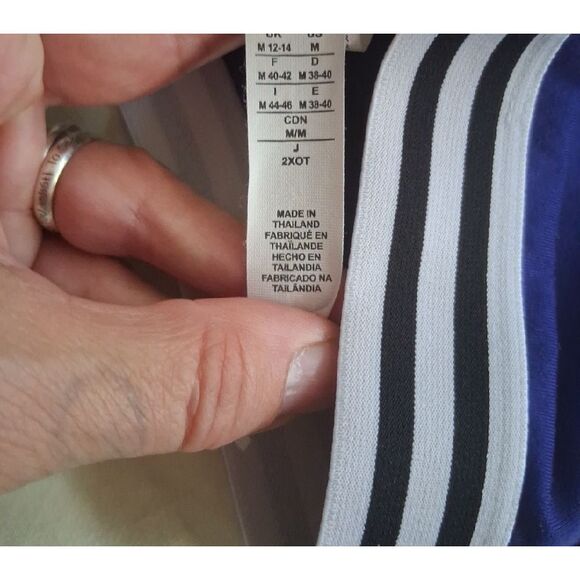 UK US
M 12-14 M
F D
M 40-42 M 38-40
I E
M 44-46 M 38-40
CDN
M/M
J
2XOT
MADE IN
THAILAND
FABRIQUÉ EN
THAÏLANDE
HECHO EN
TAILANDIA
FABRICADO NA
TAILÂNDIA